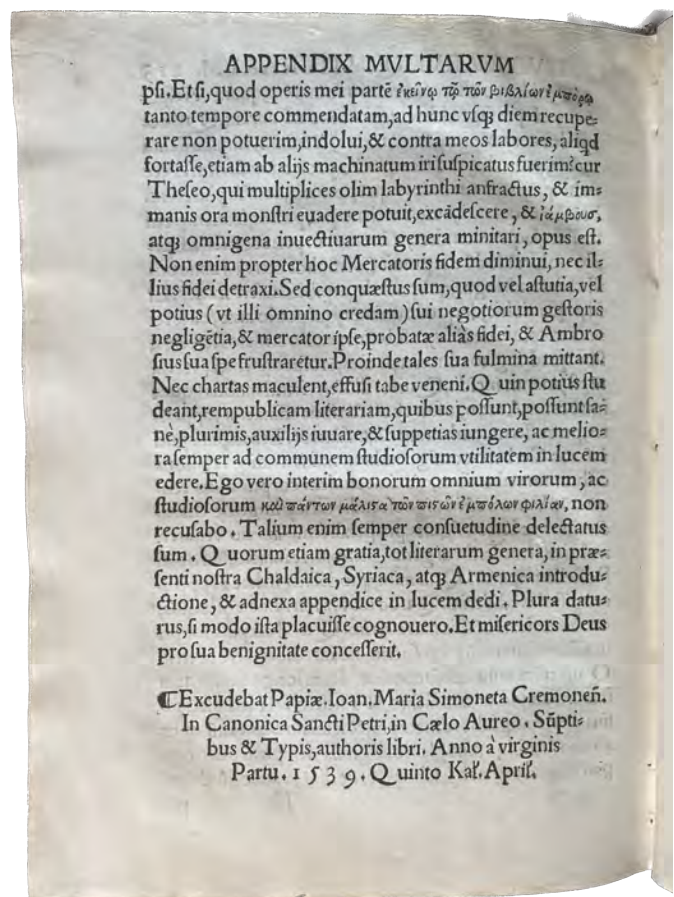 APPENDIX MVLTARVM
pſi.Et ſi,quod operis mei partē ἐκείνῳ τῷ τῶν βιβλίων ἐμπόρῳ
tanto tempore commendatam,ad hunc vſqꝫ diem recupe⸗
rare non potuerim,indolui,& contra meos labores, aliqd
fortaſſe,etiam ab alijs machinatum iri ſuſpicatus fuerim?cur
Theſeo,qui multiplices olim labyrinthi anfractus, & im⸗
manis ora monſtri euadere potuit,excādeſcere, & ἰάμβουσ,
atqꝫ omnigena inuectiuarum genera minitari, opus eſt.
Non enim propter hoc Mercatoris fidem diminui, nec il⸗
lius fidei detraxi.Sed conquæſtus ſum,quod vel aſtutia,vel
potius (vt illi omnino credam) ſui negotiorum geſtoris
negligētia,& mercator ipſe,probatæ aliàs fidei, & Ambro
ſius ſua ſpe fruſtraretur.Proinde tales ſua fulmina mittant.
Nec chartas maculent,effuſi tabe veneni.Quin potius ſtu
deant,rempublicam literariam,quibus poſſunt,poſſunt ſa⸗
nè,plurimis,auxilijs iuuare,& ſuppetias iungere, ac melio⸗
ra ſemper ad communem ſtudioſorum vtilitatem in lucem
edere.Ego vero interim bonorum omnium virorum, ac
ſtudioſorum καὶ πάντων μάλιϛα τῶν πιϛῶν ἐμπόλων φιλίαν, non
recuſabo. Talium enim ſemper conſuetudine delectatus
ſum. Quorum etiam gratia,tot literarum genera, in præ⸗
ſenti noſtra Chaldaica, Syriaca, atqꝫ Armenica introdu⸗
ctione, & adnexa appendice in lucem dedi. Plura datu⸗
rus,ſi modo iſta placuiſſe cognouero.Et miſericors Deus
pro ſua benignitate conceſſerit.
❡Excudebat Papiæ.Ioan.Maria Simoneta Cremoneñ.
In Canonica Sancti Petri,in Cælo Aureo. Sūpti⸗
bus & Typis,authoris libri. Anno à virginis
Partu. 1539. Quinto Kał.Aprił.